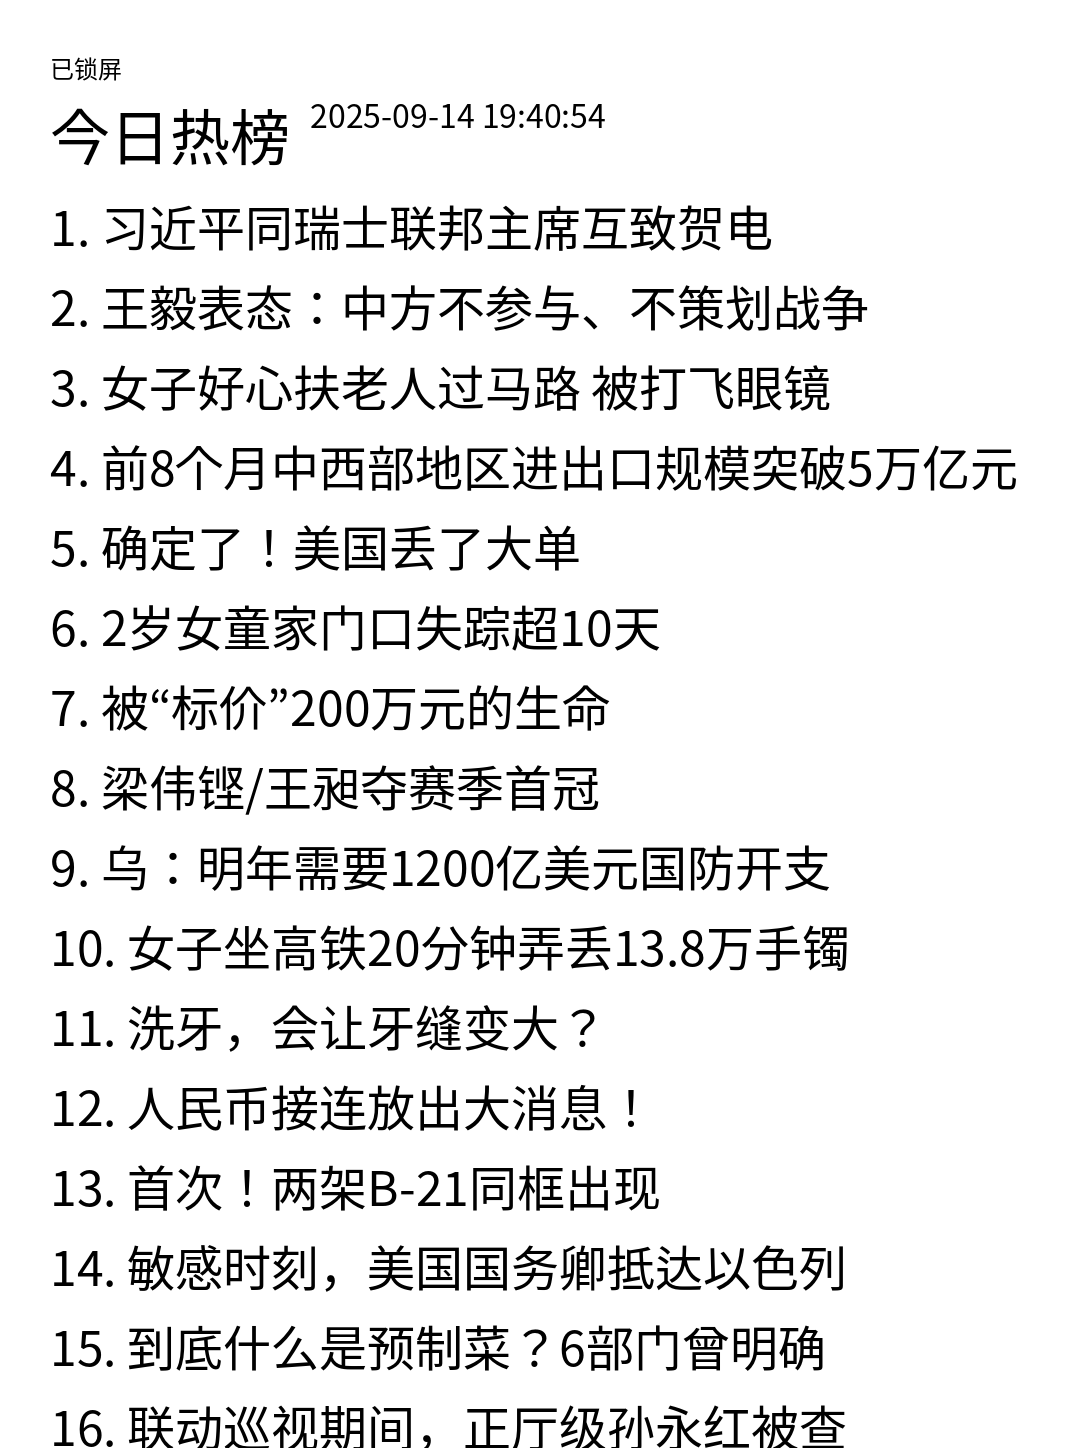 已锁屏
今日热榜 2025-09-14 19:40:54
1. 习近平同瑞士联邦主席互致贺电
2. 王毅表态：中方不参与、不策划战争
3. 女子好心扶老人过马路 被打飞眼镜
4. 前8个月中西部地区进出口规模突破5万亿元
5. 确定了！美国丢了大单
6. 2岁女童家门口失踪超10天
7. 被“标价”200万元的生命
8. 梁伟铿/王昶夺赛季首冠
9. 乌：明年需要1200亿美元国防开支
10. 女子坐高铁20分钟弄丢13.8万手镯
11. 洗牙，会让牙缝变大？
12. 人民币接连放出大消息！
13. 首次！两架B-21同框出现
14. 敏感时刻，美国国务卿抵达以色列
15. 到底什么是预制菜？6部门曾明确
16. 联动巡视期间，正厅级孙永红被查